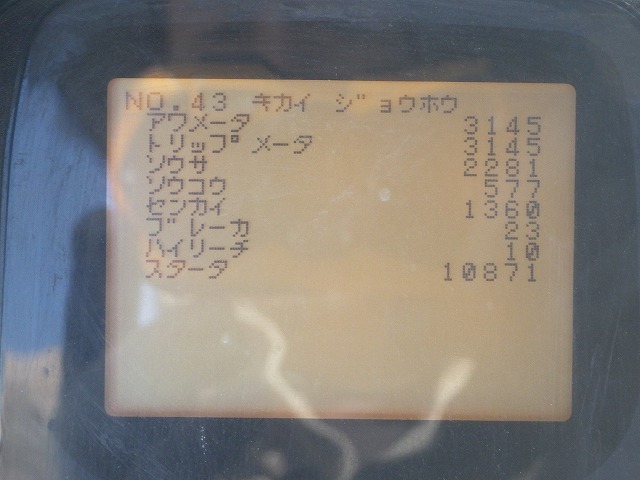 NO.43 キカイ ジョウホウ
アワメータ 3145
トリップメータ 3145
ソウサ 2281
ソウコウ 577
センカイ 1360
ブレーカ 23
ハイリーチ 10
スタータ 10871